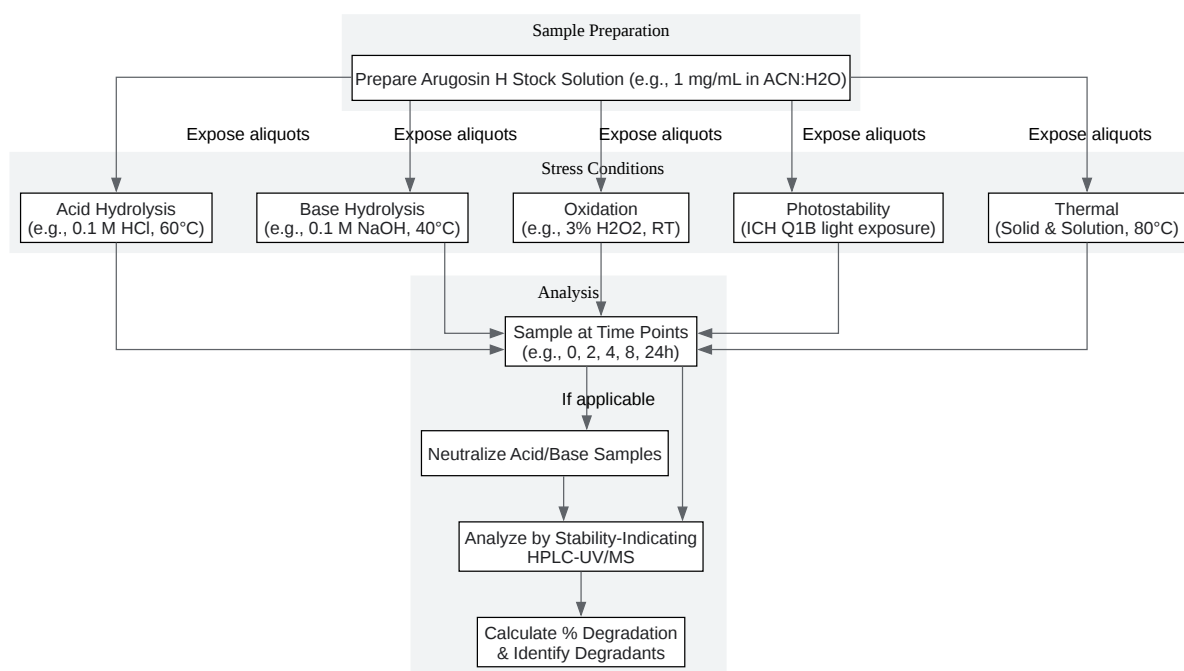 Sample Preparation
Prepare Arugosin H Stock Solution (e.g., 1 mg/mL in ACN:H2O)
Expose aliquots
Expose aliquots
Expose aliquots
Expose aliquots
Expose aliquots
Stress Conditions
Acid Hydrolysis
(e.g., 0.1 M HCl, 60°C)
Base Hydrolysis
(e.g., 0.1 M NaOH, 40°C)
Oxidation
(e.g., 3% H2O2, RT)
Photostability
(ICH Q1B light exposure)
Thermal
(Solid & Solution, 80°C)
Analysis
Sample at Time Points
(e.g., 0, 2, 4, 8, 24h)
If applicable
Neutralize Acid/Base Samples
Analyze by Stability-Indicating
HPLC-UV/MS
Calculate % Degradation
& Identify Degradants